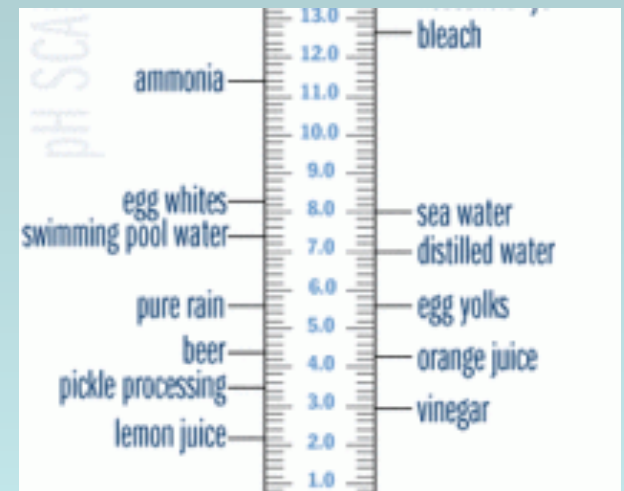 pH SCA
13.0
bleach
12.0
ammonia
11.0
10.0
9.0
egg whites
8.0
sea water
swimming pool water
7.0
distilled water
6.0
pure rain
egg yolks
5.0
beer
4.0
orange juice
pickle processing
3.0
vinegar
lemon juice
2.0
1.0